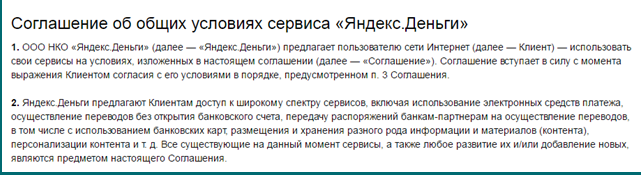 Соглашение об общих условиях сервиса «Яндекс.Деньги»
1. ООО НКО «Яндекс.Деньги» (далее — «Яндекс.Деньги») предлагает пользователю сети Интернет (далее — Клиент) — использовать
свои сервисы на условиях, изложенных в настоящем соглашении (далее — «Соглашение»). Соглашение вступает в силу с момента
выражения Клиентом согласия с его условиями в порядке, предусмотренном п. 3 Соглашения.
2. Яндекс.Деньги предлагают Клиентам доступ к широкому спектру сервисов, включая использование электронных средств платежа,
осуществление переводов без открытия банковского счета, передачу распоряжений банкам-партнерам на осуществление переводов,
в том числе с использованием банковских карт, размещения и хранения разного рода информации и материалов (контента),
персонализации контента и т. д. Все существующие на данный момент сервисы, а также любое развитие их и/или добавление новых,
являются предметом настоящего Соглашения.